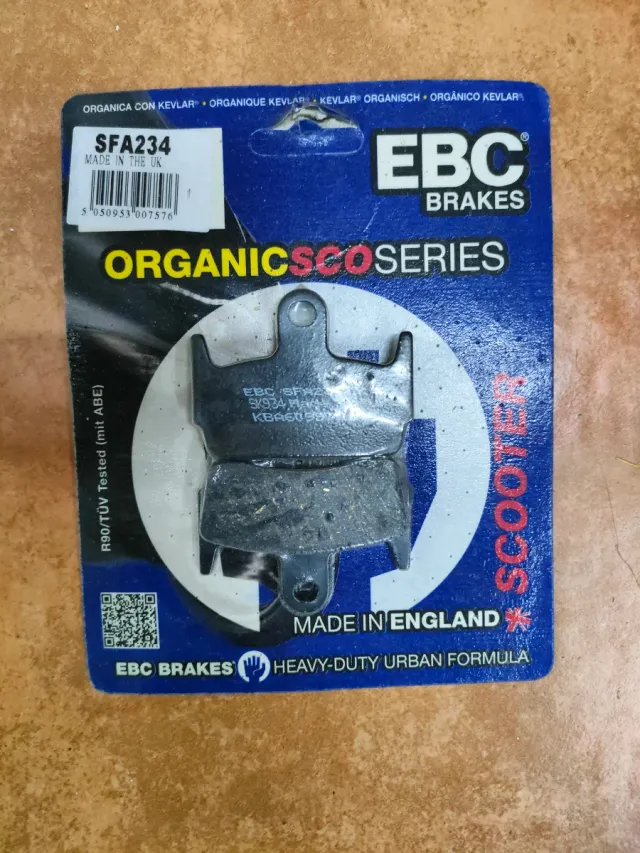 ORGANICA CON KEVLAR® • ORGANIQUE KEVLAR® • KEVLAR® ORGANISCH • ORGÂNICO KEVLAR®
SFA234
MADE IN THE UK
5 050953 007576
EBC®
BRAKES
ORGANICSCOSERIES
EBC
R90/TÜV Tested (mit ABE)
SCOOTER
MADE IN ENGLAND
EBC BRAKES® HEAVY-DUTY URBAN FORMULA